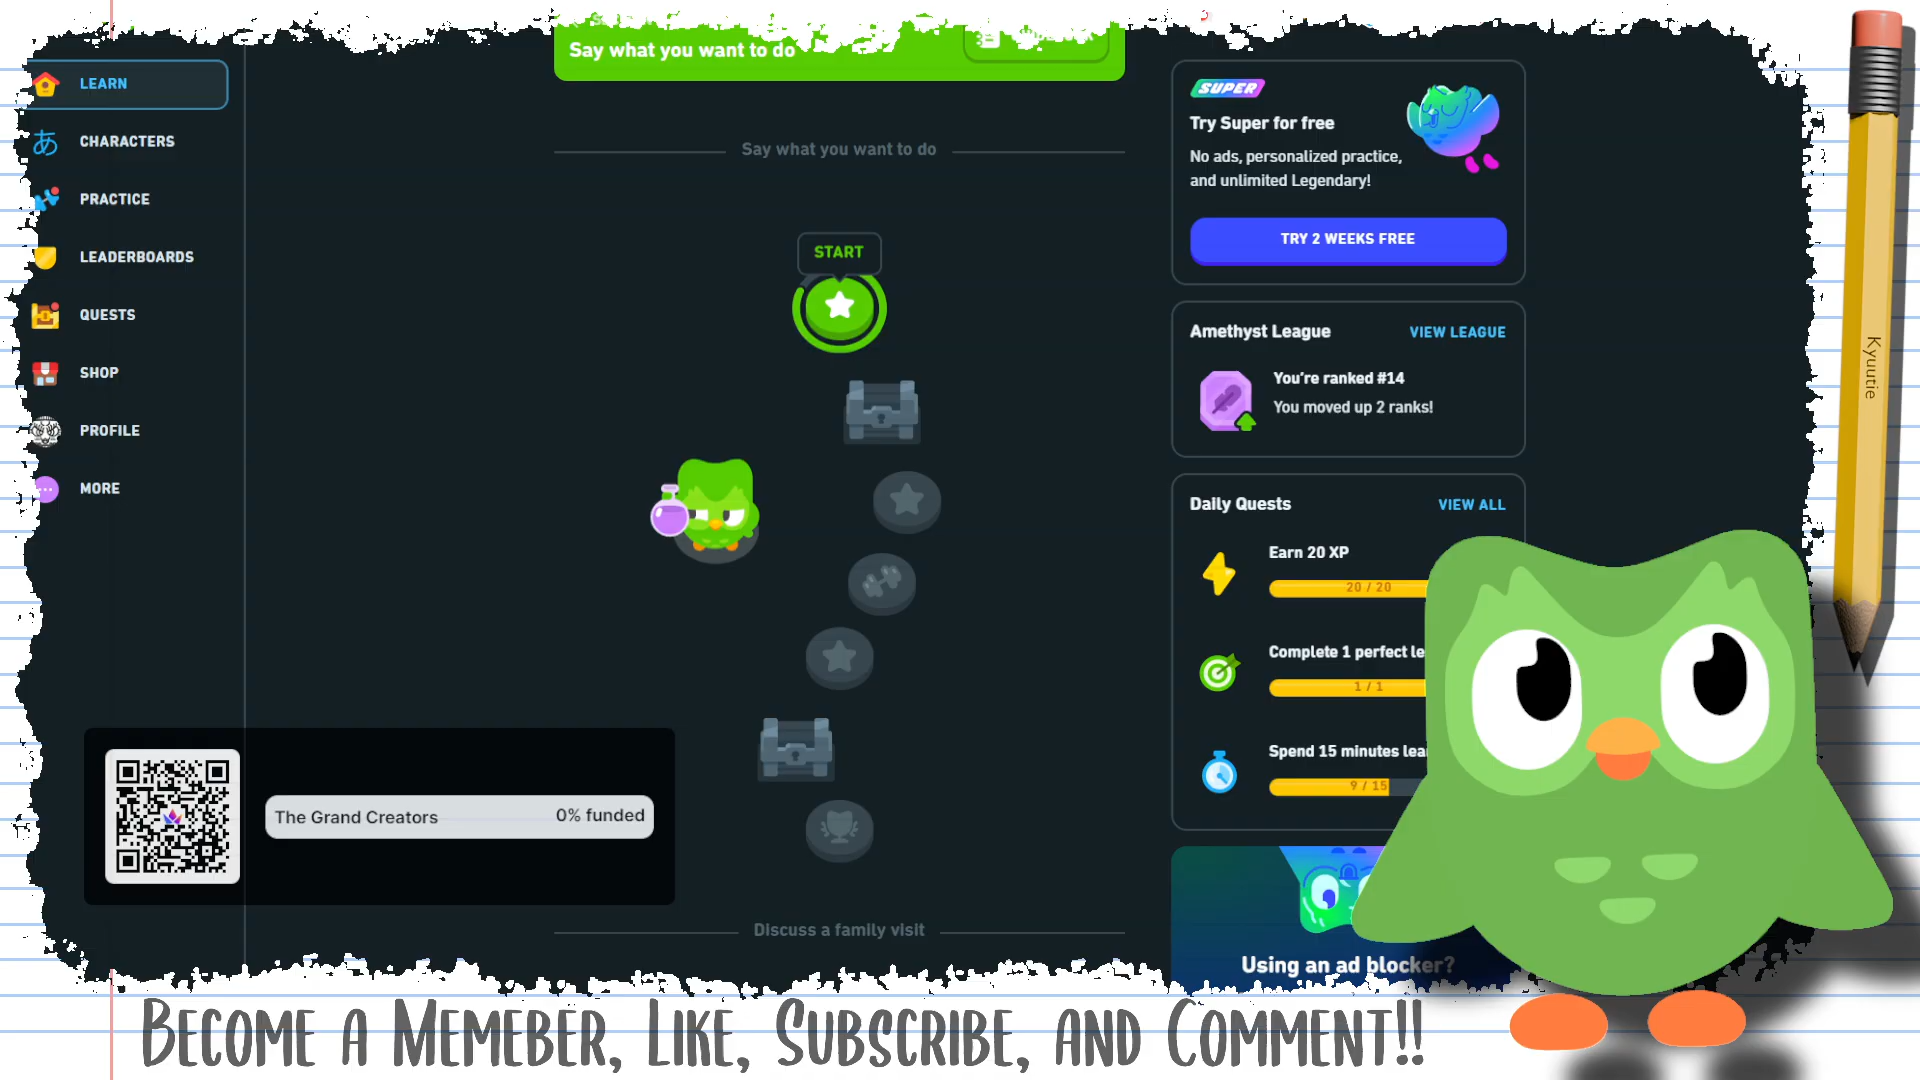 Say what you want to do
LEARN
あ
CHARACTERS
PRACTICE
LEADERBOARDS
QUESTS
SHOP
PROFILE
MORE
Say what you want to do
START
Discuss a family visit
SUPER
Try Super for free
No ads, personalized practice,
and unlimited Legendary!
TRY 2 WEEKS FREE
Amethyst League
VIEW LEAGUE
You're ranked #14
You moved up 2 ranks!
Daily Quests
VIEW ALL
Earn 20 XP
20 / 20
Complete 1 perfect le
1 / 1
Spend 15 minutes lea
9 / 15
Using an ad blocker?
The Grand Creators
0% funded
Kyuutie
BECOME A MEMEBER, LIKE, SUBSCRIBE, AND COMMENT!!